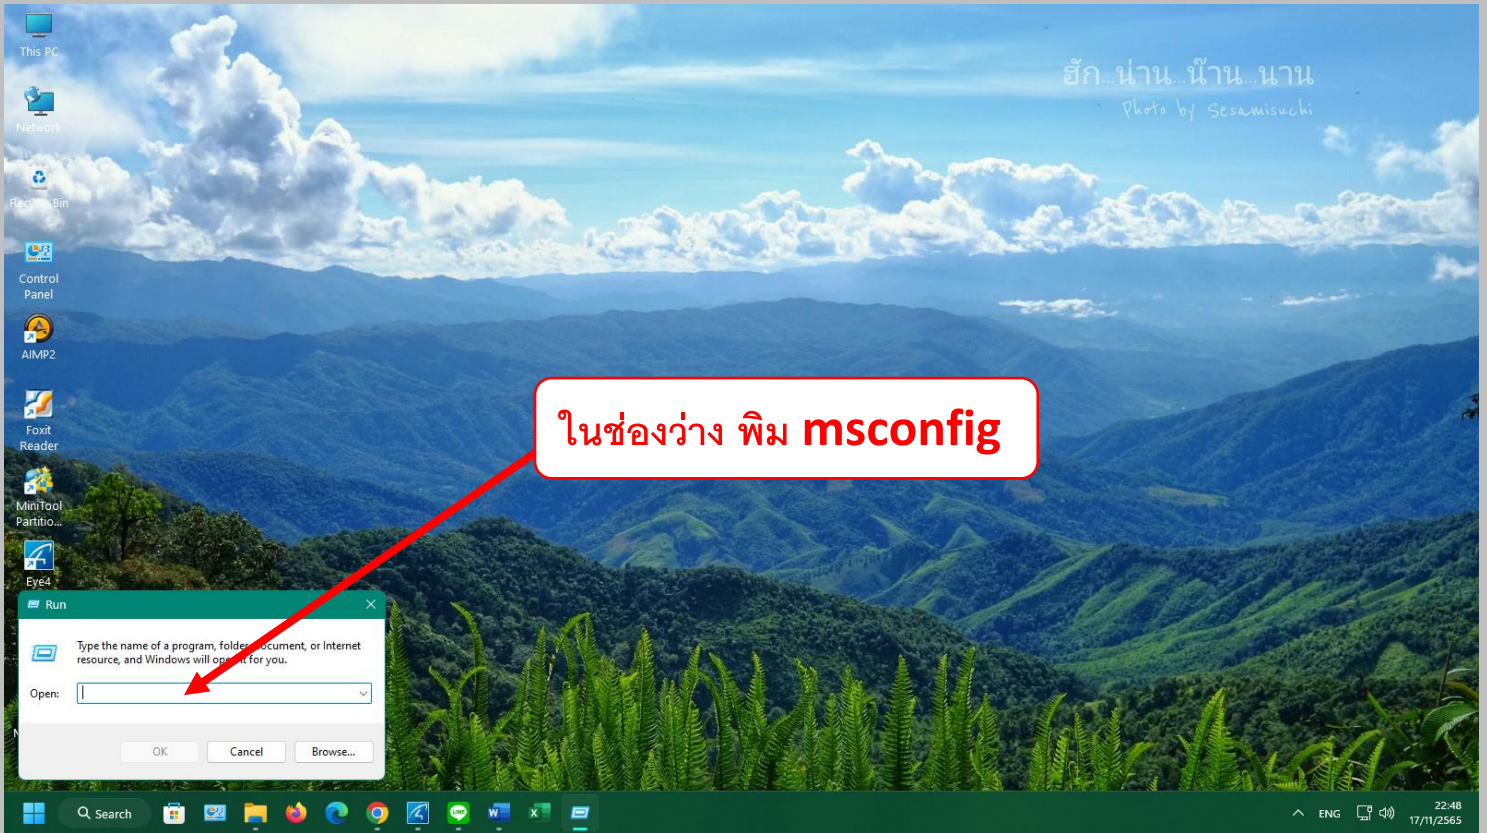 This PC
Network
Recycle Bin
Control
Panel
AIMP2
Foxit
Reader
MiniTool
Partitio...
Eye4
ฮัก...น่าน...น๊าน...นาน
Photo by Sesamisuchi
ในช่องว่าง พิม msconfig
Run
Type the name of a program, folder, document, or Internet
resource, and Windows will open it for you.
Open:
OK
Cancel
Browse...
Search
ENG
22:48
17/11/2565